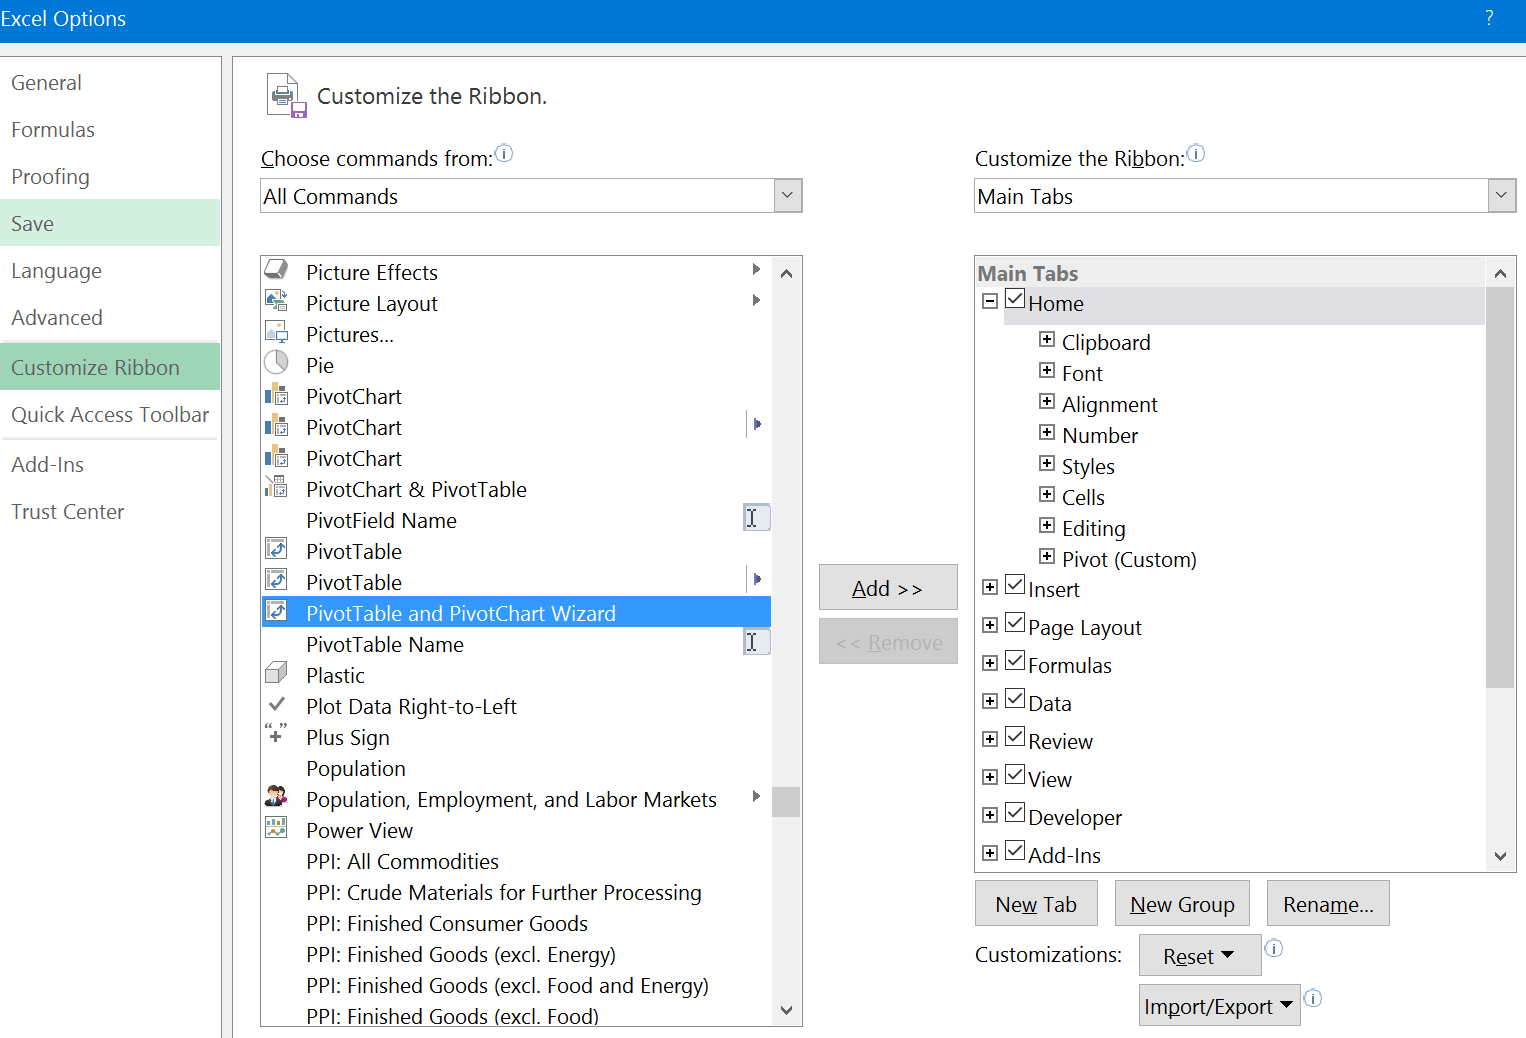 Excel Options
?
General
Formulas
Proofing
Save
Language
Advanced
Customize Ribbon
Quick Access Toolbar
Add-Ins
Trust Center
Customize the Ribbon.
Choose commands from:
All Commands
Picture Effects
Picture Layout
Pictures...
Pie
PivotChart
PivotChart
PivotChart
PivotChart & PivotTable
PivotField Name
PivotTable
PivotTable
PivotTable and PivotChart Wizard
PivotTable Name
Plastic
Plot Data Right-to-Left
Plus Sign
Population
Population, Employment, and Labor Markets
Power View
PPI: All Commodities
PPI: Crude Materials for Further Processing
PPI: Finished Consumer Goods
PPI: Finished Goods (excl. Energy)
PPI: Finished Goods (excl. Food and Energy)
PPI: Finished Goods (excl. Food)
Add >>
<< Remove
Customize the Ribbon:
Main Tabs
Main Tabs
Home
Clipboard
Font
Alignment
Number
Styles
Cells
Editing
Pivot (Custom)
Insert
Page Layout
Formulas
Data
Review
View
Developer
Add-Ins
New Tab
New Group
Rename...
Customizations:
Reset
Import/Export